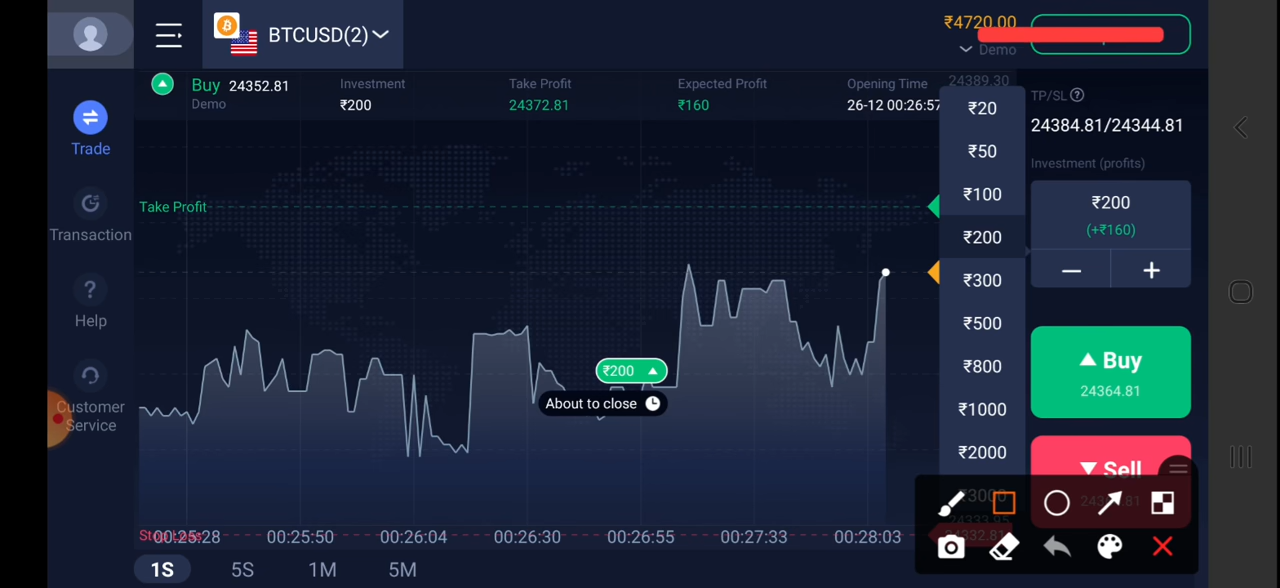 BTCUSD(2)
₹4720.00
Demo
Buy 24352.81
Demo
Investment
₹200
Take Profit
24372.81
Expected Profit
₹160
Opening Time
26-12 00:26:57
24389.30
TP/SL ?
24384.81/24344.81
Investment (profits)
₹200
(+₹160)
Trade
Transaction
?
Help
Customer
Service
Take Profit
₹20
₹50
₹100
₹200
₹300
₹500
₹800
₹1000
₹2000
₹3000
₹200
About to close
Buy
24364.81
Sell
00:25:28
00:25:50
00:26:04
00:26:30
00:26:55
00:27:33
00:28:03
1S
5S
1M
5M